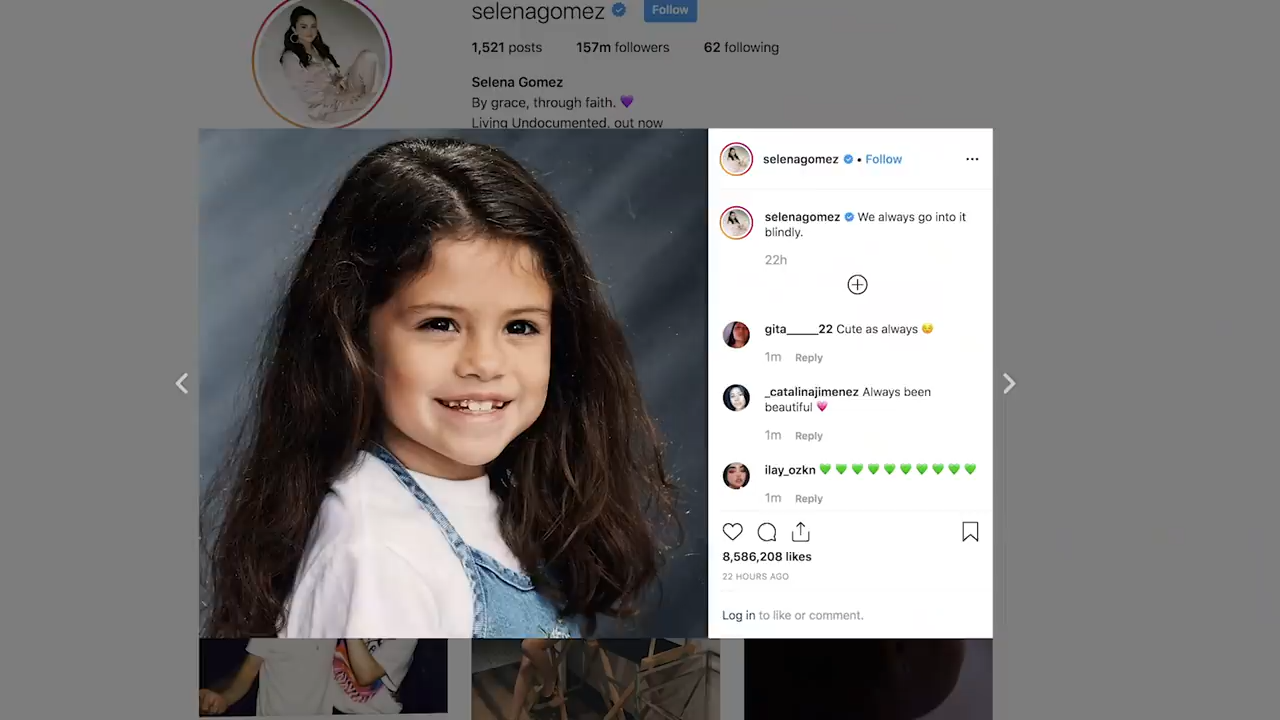 selenagomez Follow
1,521 posts 157m followers 62 following
Selena Gomez
By grace, through faith. 💜
Living Undocumented. out now
selenagomez • Follow
selenagomez We always go into it
blindly.
22h
gita_____22 Cute as always 😏
1m Reply
_catalinajimenez Always been
beautiful 💗
1m Reply
ilay_ozkn 💚💚💚💚💚💚💚💚💚💚
1m Reply
8,586,208 likes
22 HOURS AGO
Log in to like or comment.